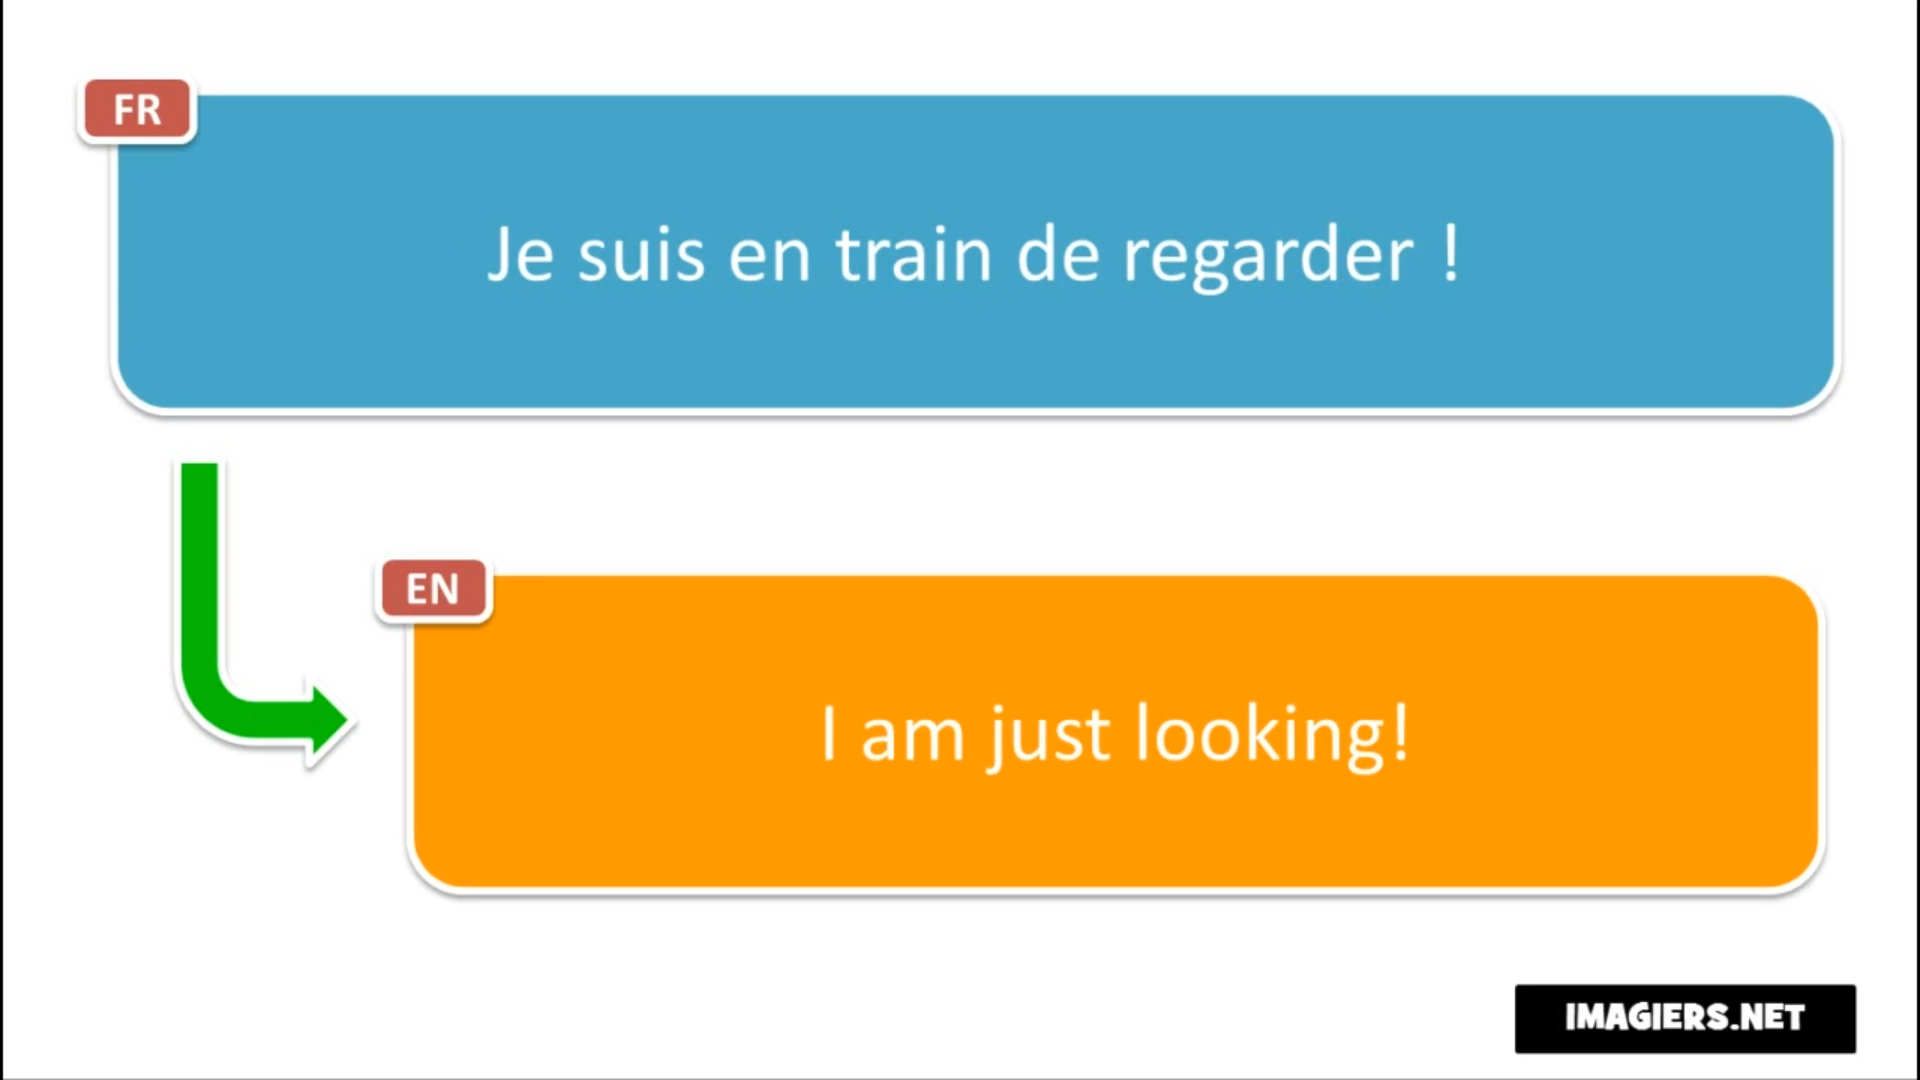 FR
Je suis en train de regarder !
EN
I am just looking!
IMAGIERS.NET